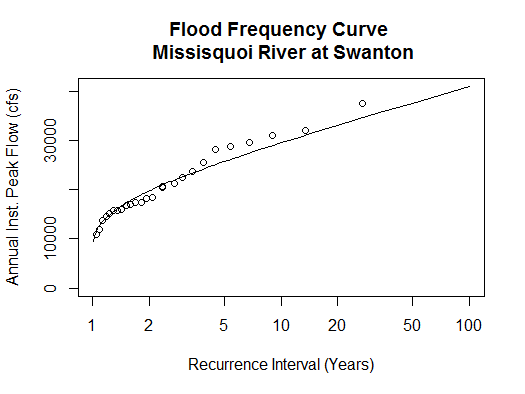 Flood Frequency Curve
Missisquoi River at Swanton
Annual Inst. Peak Flow (cfs)
30000
10000
0
1 2 5 10 20 50 100
Recurrence Interval (Years)